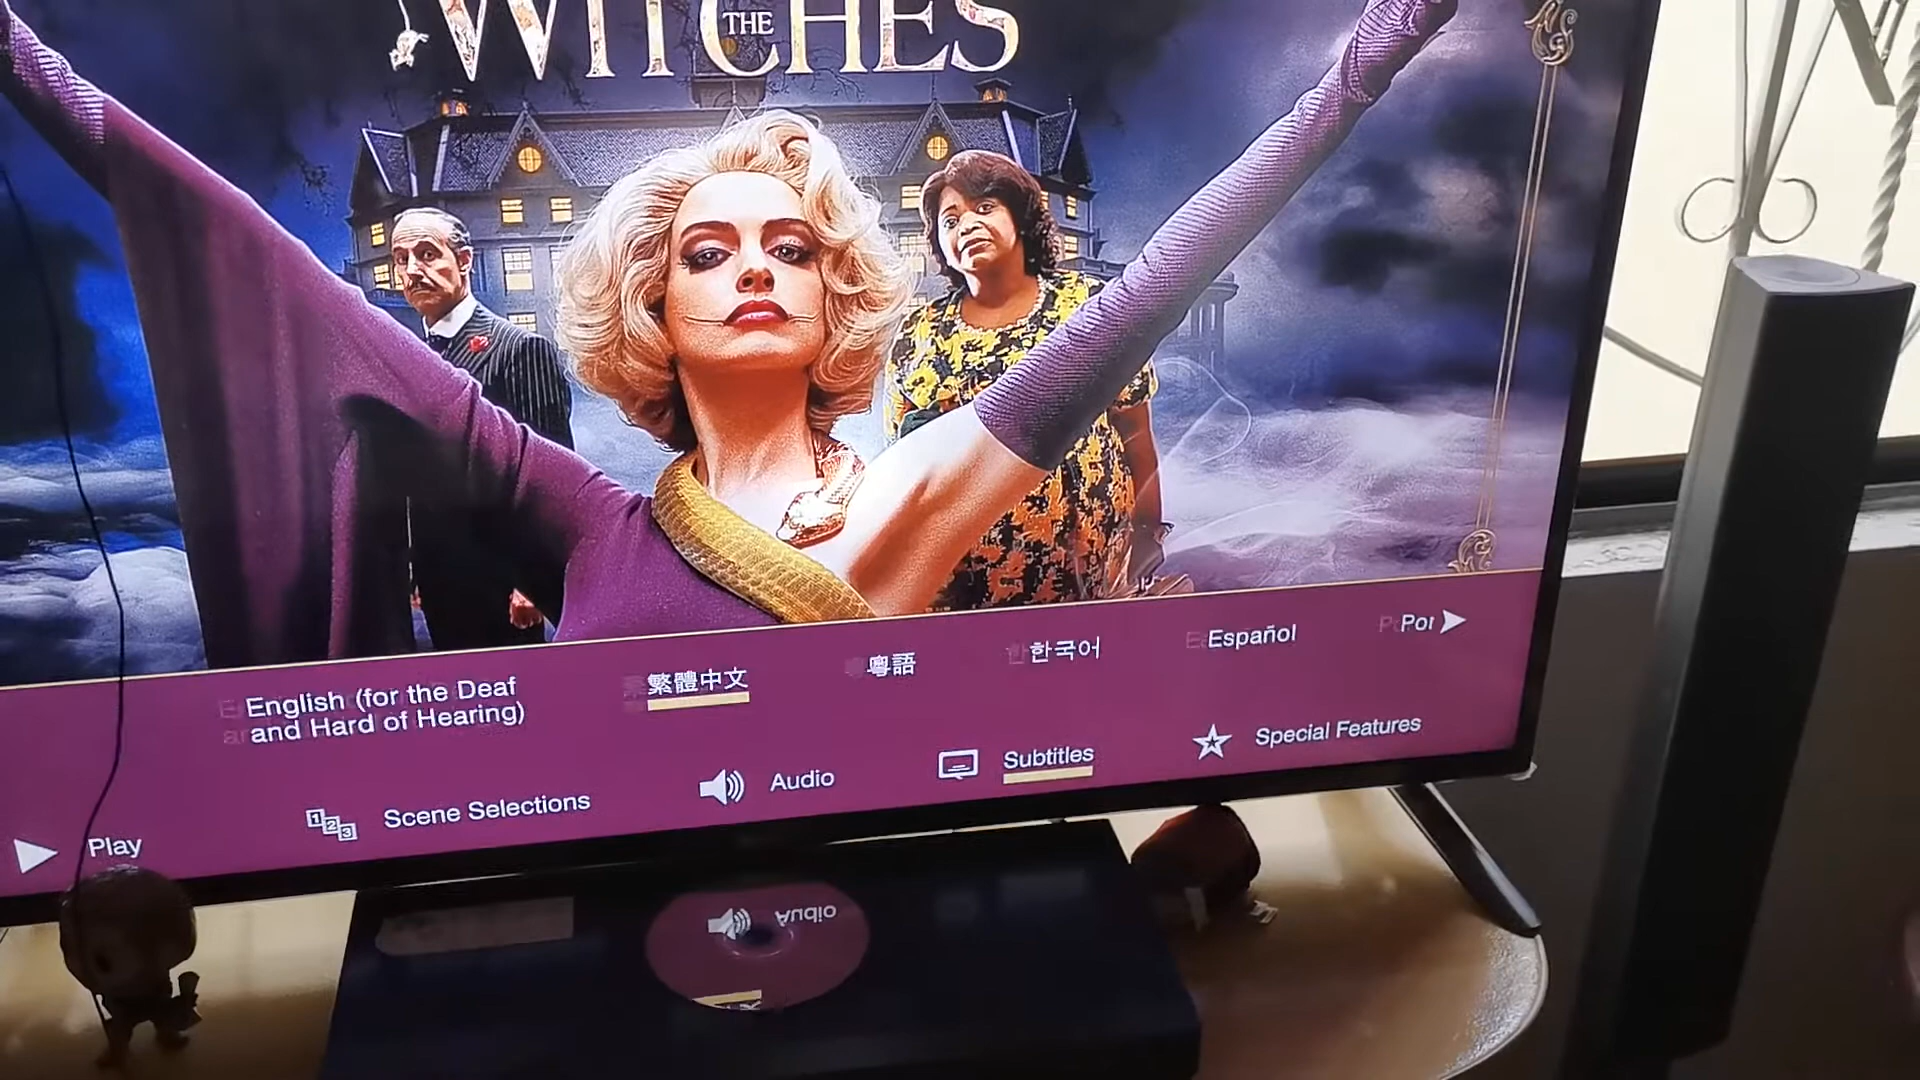 THE
WITCHES
English (for the Deaf
and Hard of Hearing)
繁體中文
粵語
한국어
Español
Por
Play
Scene Selections
Audio
Subtitles
Special Features
Audio